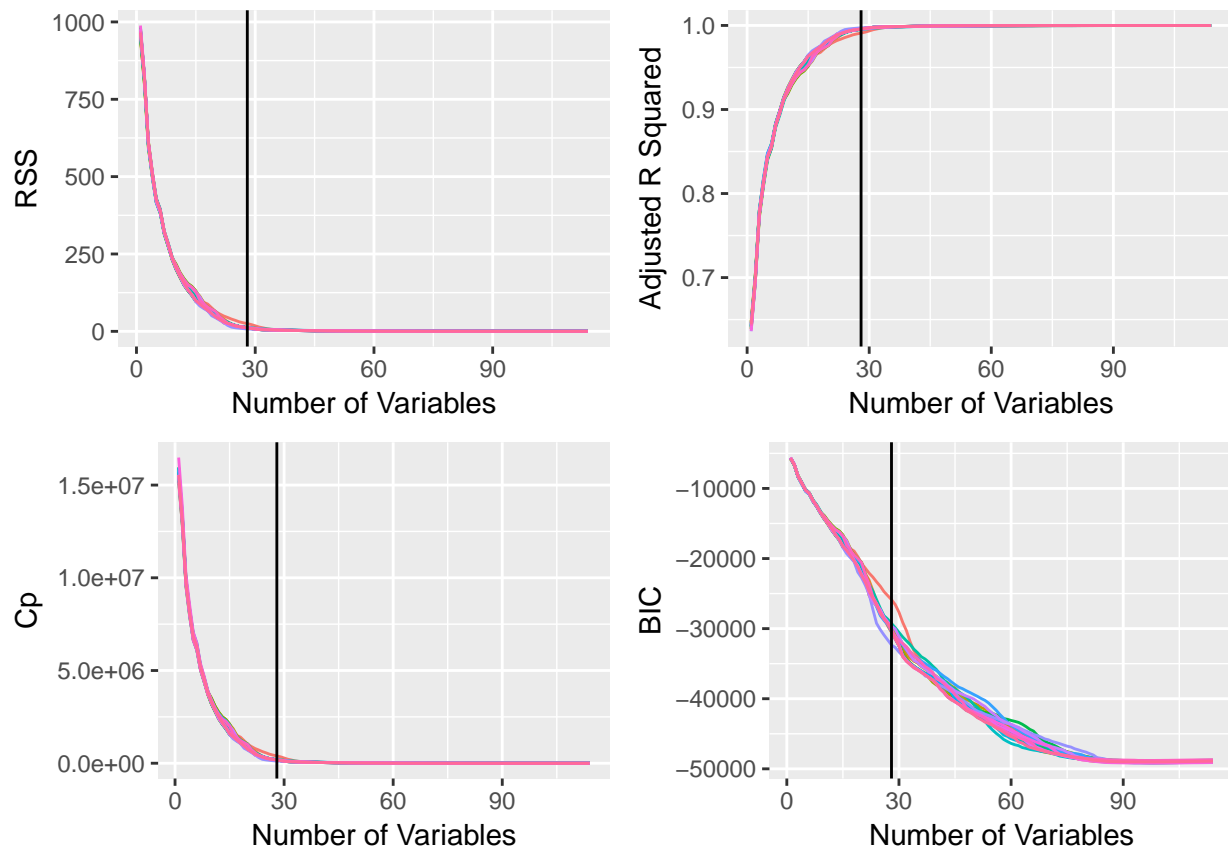 RSS
1000
750
500
250
0
0 30 60 90
Number of Variables
Adjusted R Squared
1.0
0.9
0.8
0.7
0 30 60 90
Number of Variables
Cp
1.5e+07
1.0e+07
5.0e+06
0.0e+00
0 30 60 90
Number of Variables
BIC
−10000
−20000
−30000
−40000
−50000
0 30 60 90
Number of Variables